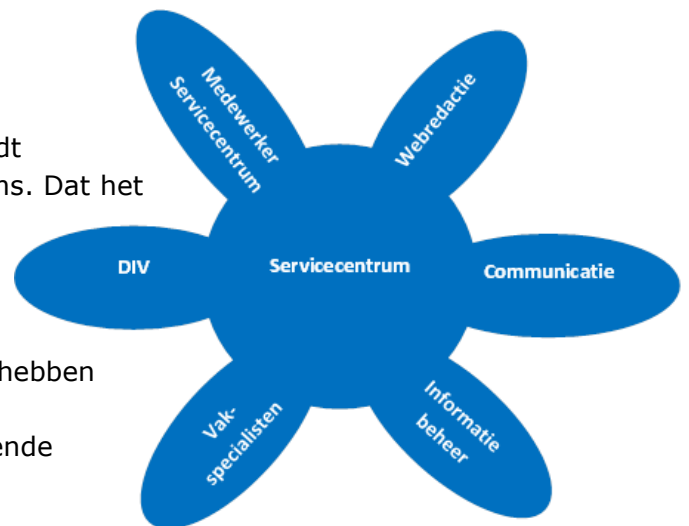 dt
ns. Dat het
hebben
ende
Medewerker
Servicecentrum
Webredactie
DIV
Servicecentrum
Communicatie
Vak-
specialisten
Informatie
beheer